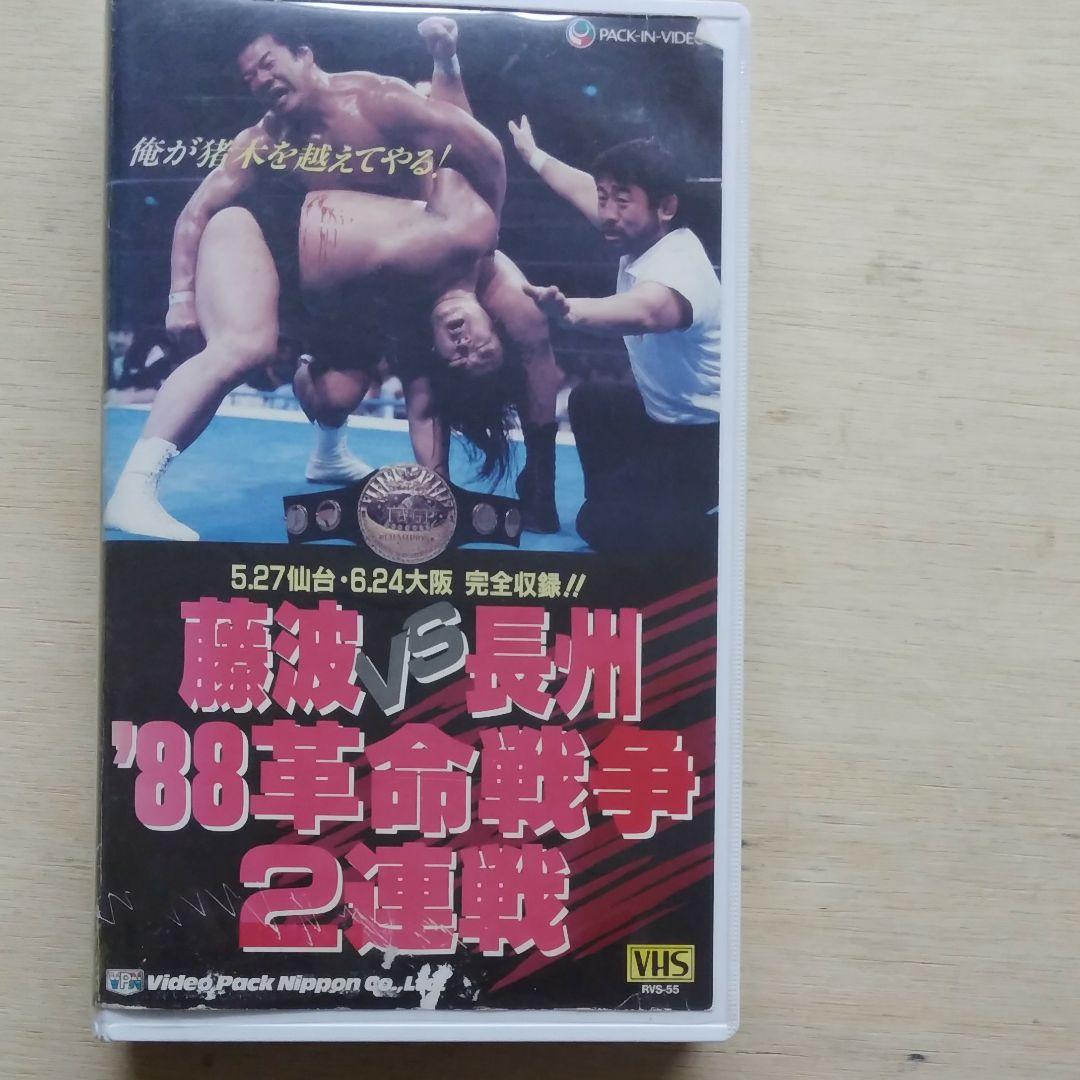 PACK-IN-VIDEO
俺が猪木を越えてやる!
5.27仙台・6.24大阪 完全収録!!
藤波VS長州
'88革命戦争
2連戦
VPN Video Pack Nippon Co.,Ltd.
VHS
RVS-55